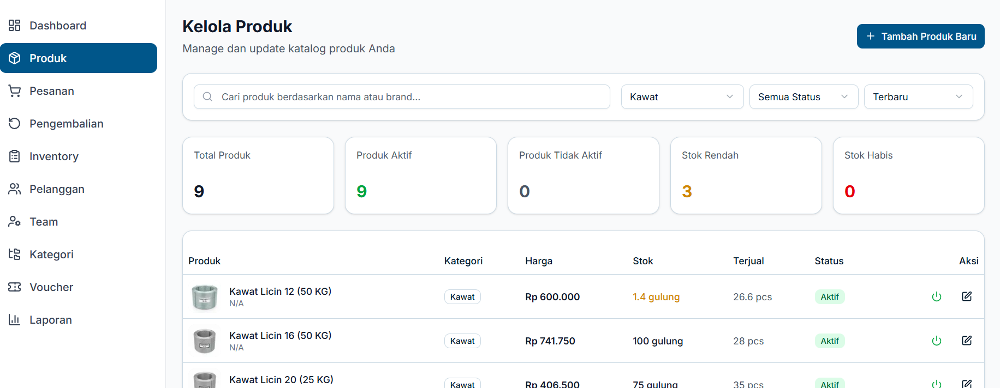 Dashboard
Produk
Pesanan
Pengembalian
Inventory
Pelanggan
Team
Kategori
Voucher
Laporan
Kelola Produk
Manage dan update katalog produk Anda
+ Tambah Produk Baru
Cari produk berdasarkan nama atau brand...
Kawat
Semua Status
Terbaru
Total Produk
9
Produk Aktif
9
Produk Tidak Aktif
0
Stok Rendah
3
Stok Habis
0
Produk Kategori Harga Stok Terjual Status Aksi
Kawat Licin 12 (50 KG)
N/A
Kawat Rp 600.000 1.4 gulung 26.6 pcs Aktif
Kawat Licin 16 (50 KG)
N/A
Kawat Rp 741.750 100 gulung 28 pcs Aktif
Kawat Licin 20 (25 KG)
Kawat Rp 406.500 75 gulung 35 pcs Aktif